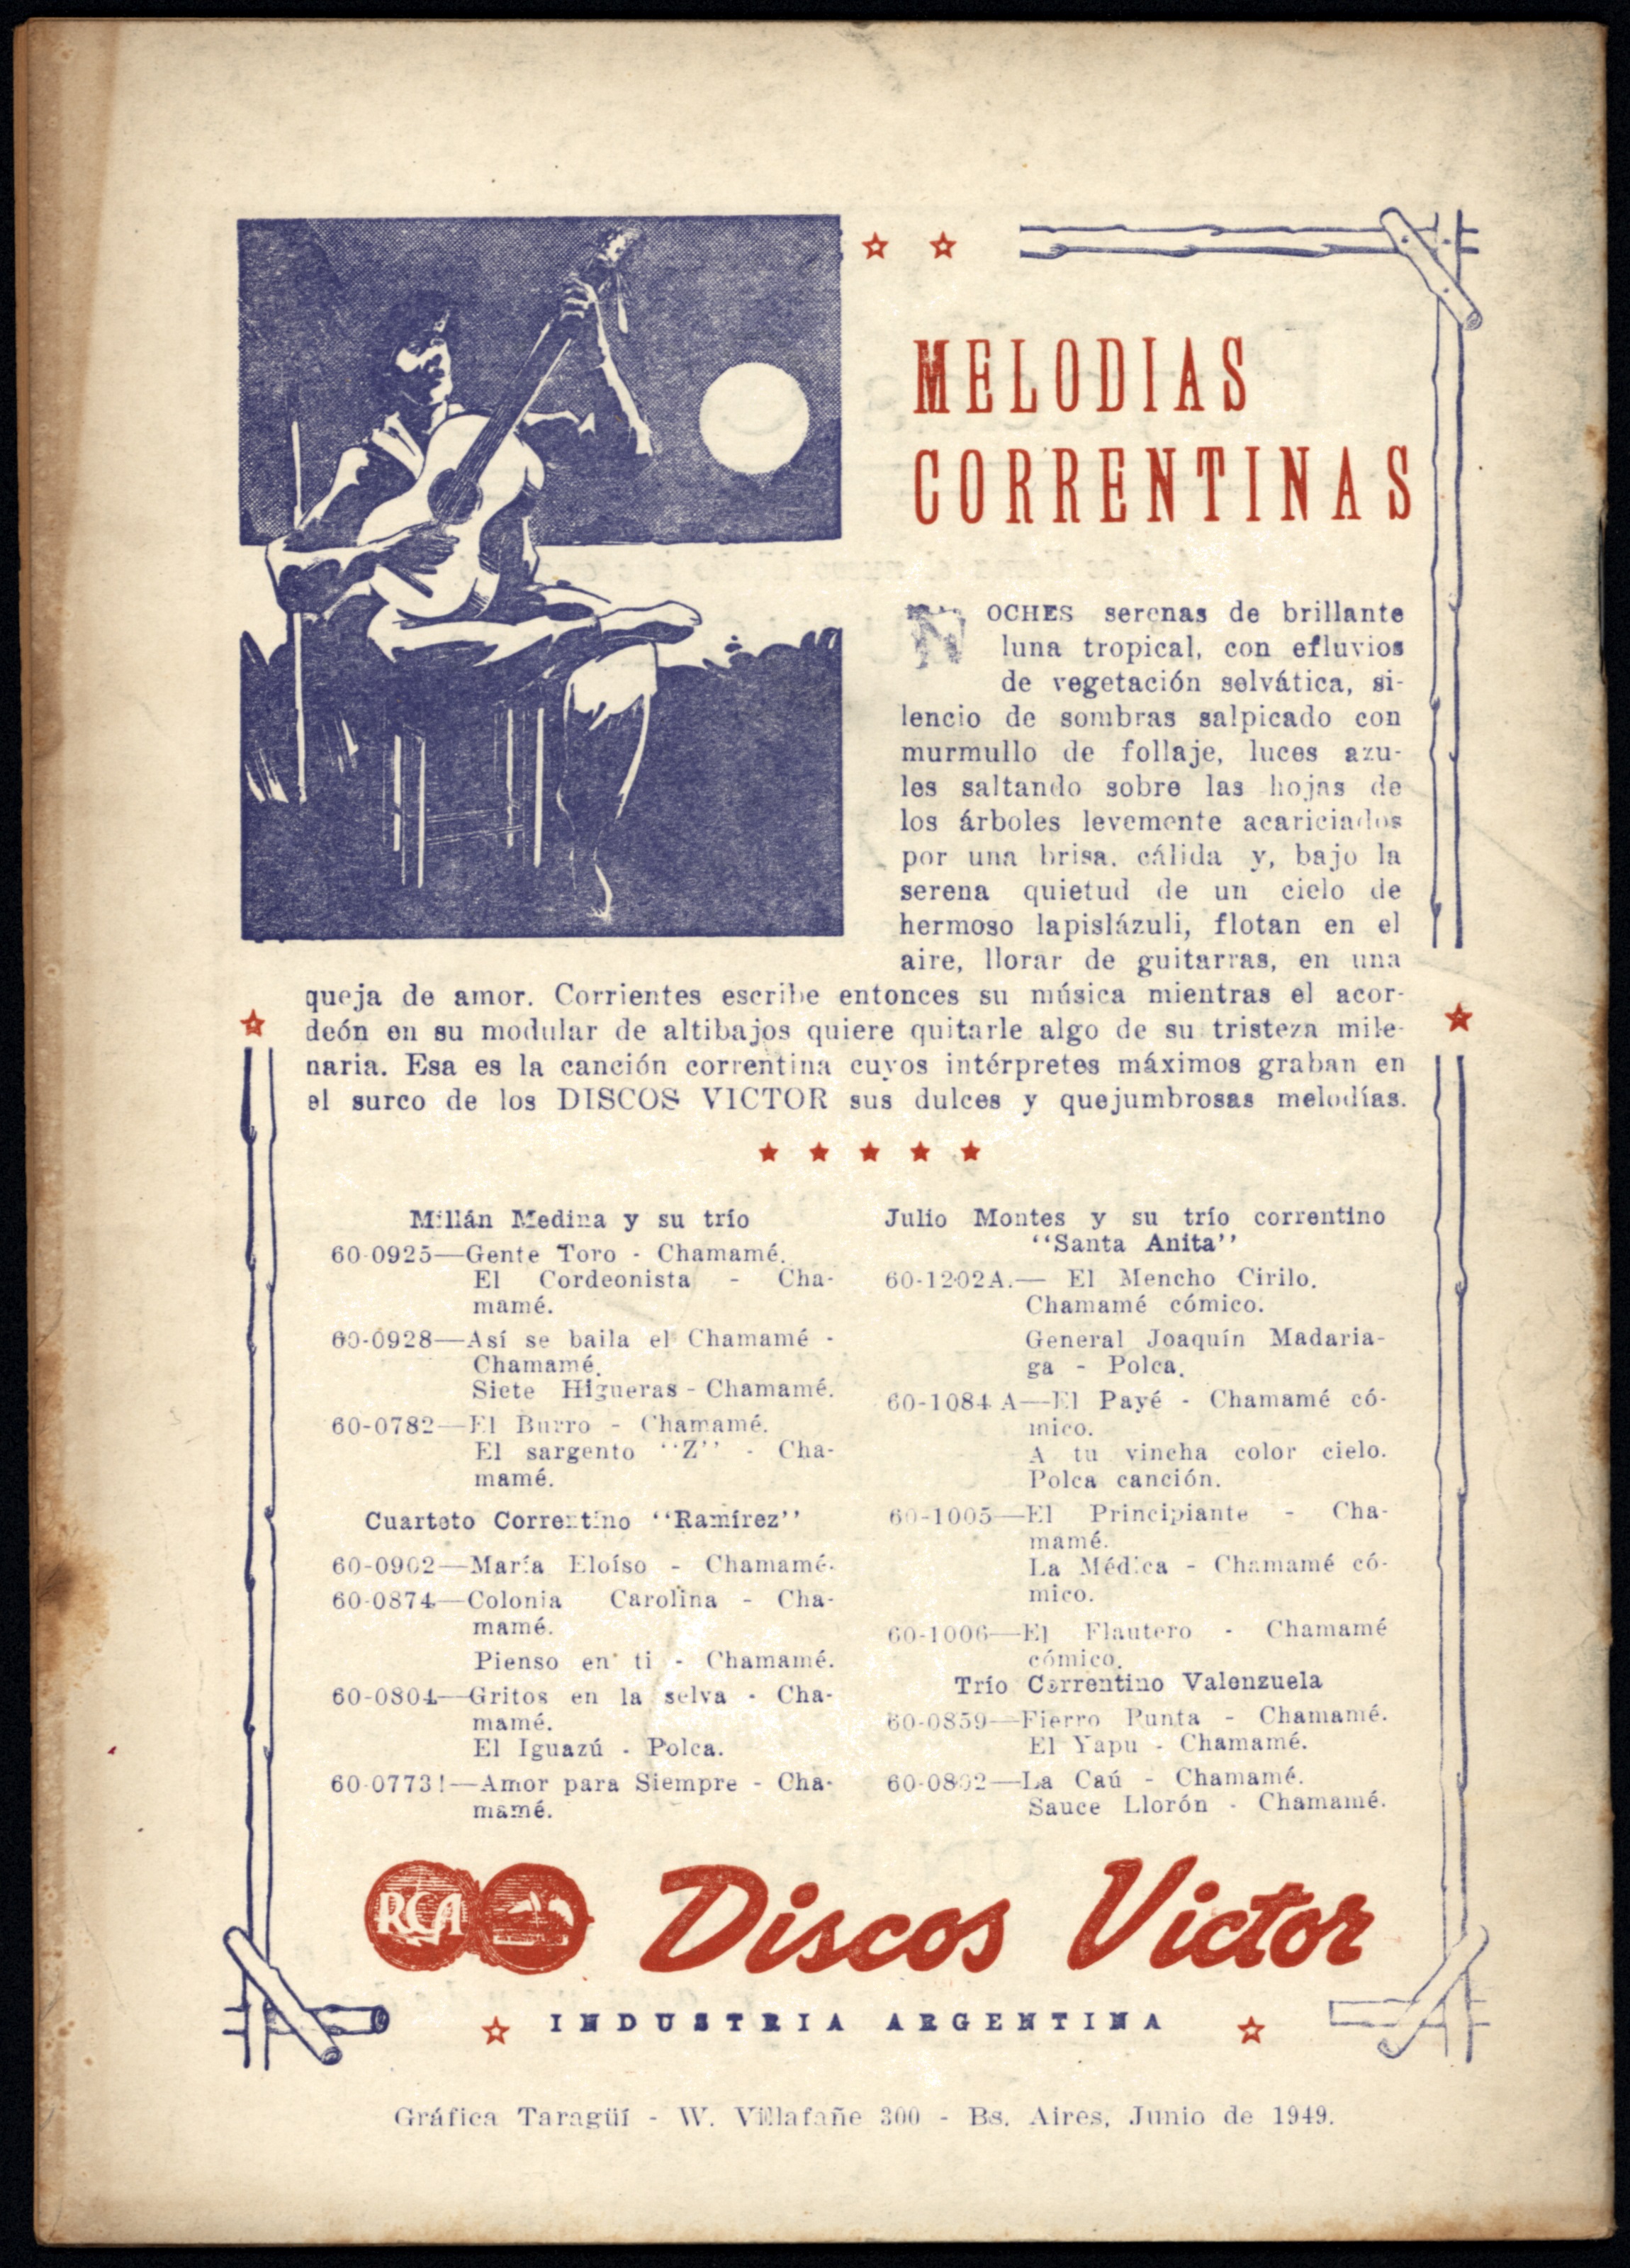 MELODIAS
CORRENTINAS
NOCHES serenas de brillante
luna tropical, con efluvios
de vegetación selvática, si-
lencio de sombras salpicado con
murmullo de follaje, luces azu-
les saltando sobre las hojas de
los árboles levemente acariciados
por una brisa. cálida y, bajo la
serena quietud de un cielo de
hermoso lapislázuli, flotan en el
aire, llorar de guitarras, en una
queja de amor. Corrientes escribe entonces su música mientras el acor-
deón en su modular de altibajos quiere quitarle algo de su tristeza mile-
naria. Esa es la canción correntina cuyos intérpretes máximos graban en
el surco de los DISCOS VICTOR sus dulces y quejumbrosas melodías.
Millán Medina y su trío
60-0925—Gente Toro - Chamamé.
El Cordeonista - Cha-
mamé.
60-0928—Así se baila el Chamamé -
Chamamé.
Siete Higueras - Chamamé.
60-0782—El Burro - Chamamé.
El sargento "Z" - Cha-
mamé.
Cuarteto Correntino "Ramírez"
60-0902—María Eloíso - Chamamé.
60-0874—Colonia Carolina - Cha-
mamé.
Pienso en ti - Chamamé.
60-0804—Gritos en la selva - Cha-
mamé.
El Iguazú - Polca.
60-0773!—Amor para Siempre - Cha-
mamé.
Julio Montes y su trío correntino
"Santa Anita"
60-1202A.— El Mencho Cirilo.
Chamamé cómico.
General Joaquín Madaria-
ga - Polca.
60-1084 A—El Payé - Chamamé có-
mico.
A tu vincha color cielo.
Polca canción.
60-1005—El Principiante - Cha-
mamé.
La Médica - Chamamé có-
mico.
60-1006—El Flautero - Chamamé
cómico.
Trío Correntino Valenzuela
60-0859—Fierro Punta - Chamamé.
El Yapu - Chamamé.
—La Caú - Chamamé.
Sauce Llorón - Chamamé.
RCA Discos Victor
INDUSTRIA ARGENTINA
Gráfica Taragüí - W. Villafañe 300 - Bs. Aires, Junio de 1949.